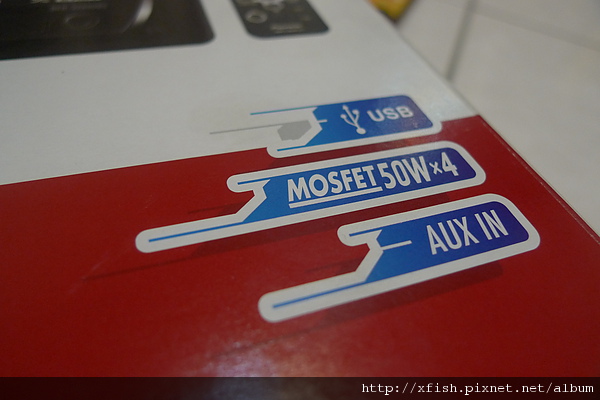 USB
MOSFET 50W×4
AUX IN
http://xfish.pixnet.net/album